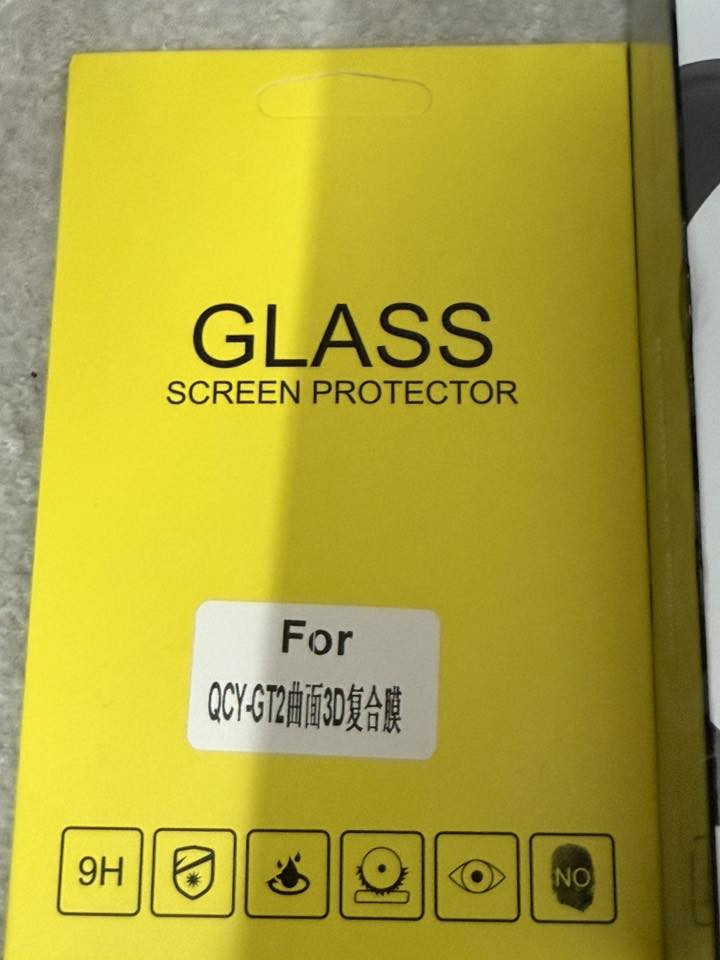 GLASS
SCREEN PROTECTOR
For
QCY-GT2曲面3D复合膜
9H
NO